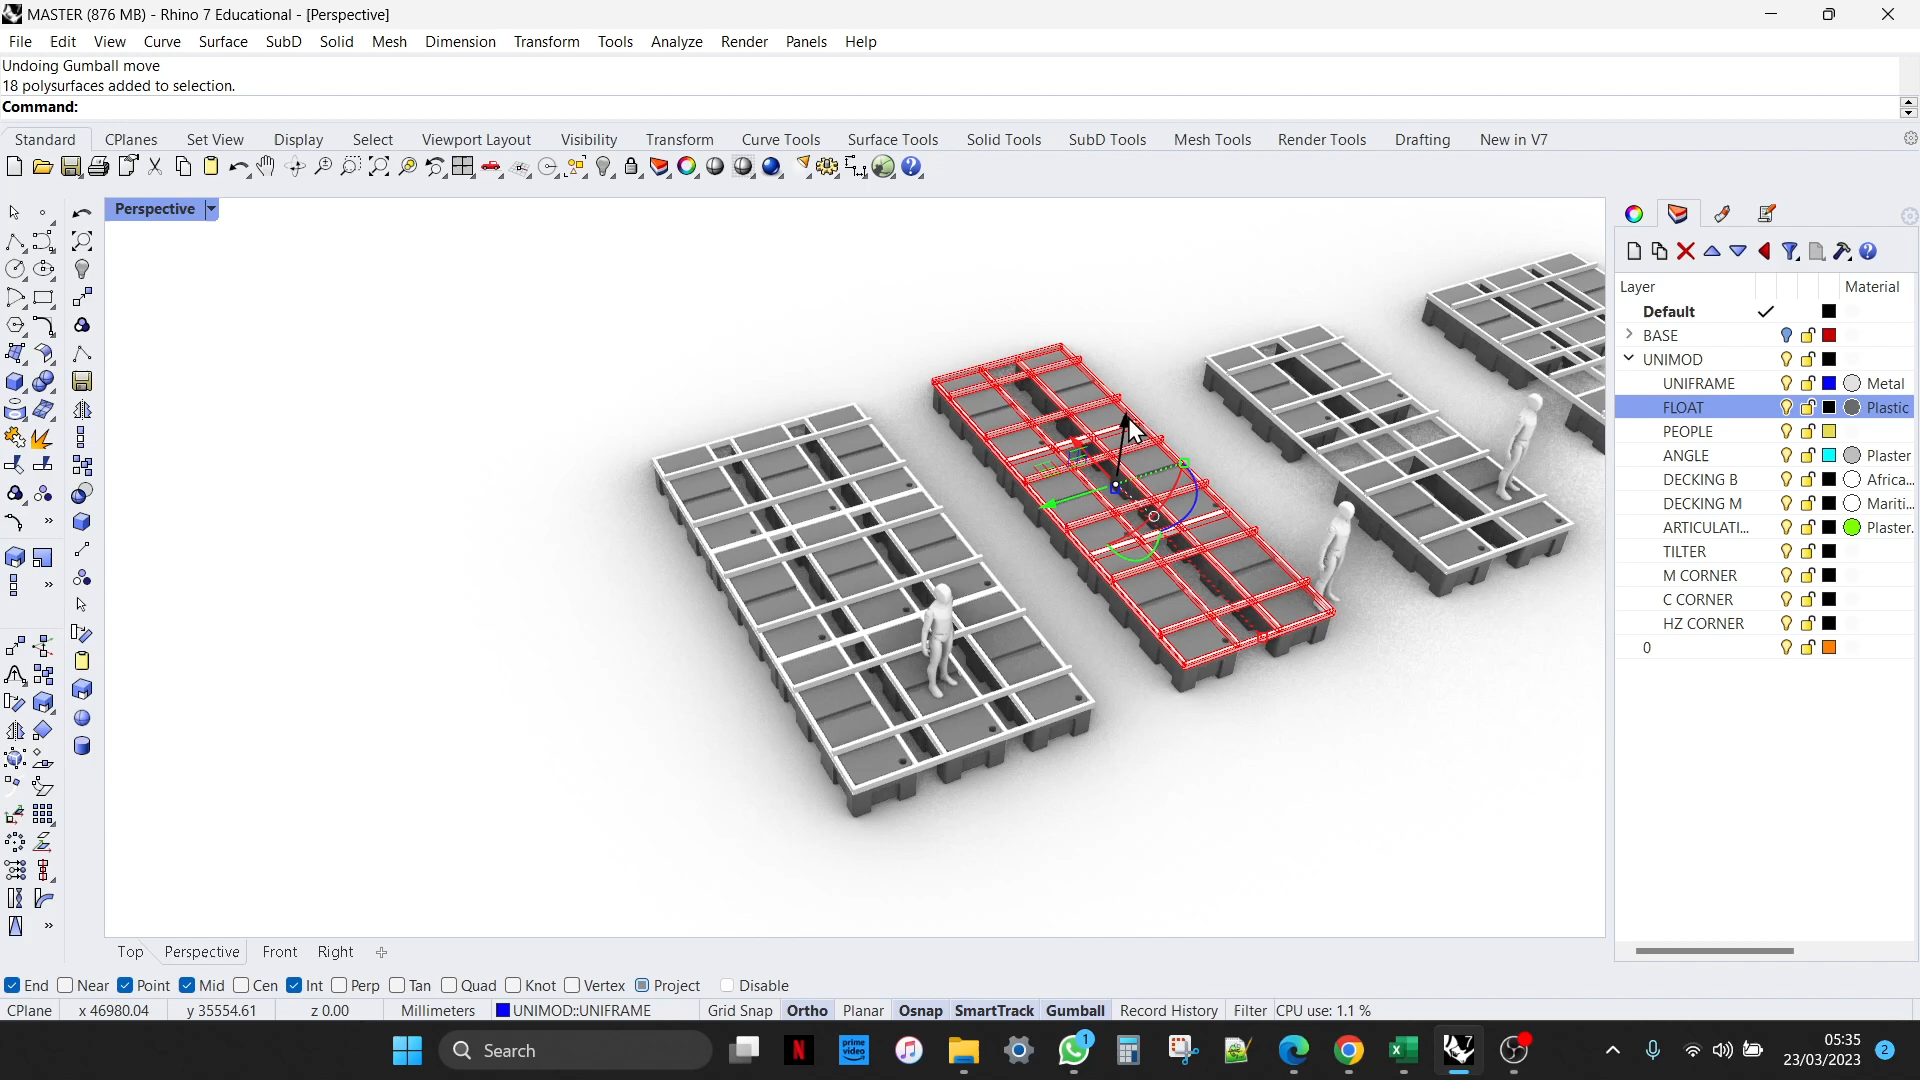 MASTER (876 MB) - Rhino 7 Educational - [Perspective]
File Edit View Curve Surface SubD Solid Mesh Dimension Transform Tools Analyze Render Panels Help
Undoing Gumball move
18 polysurfaces added to selection.
Command:
Standard CPlanes Set View Display Select Viewport Layout Visibility Transform Curve Tools Surface Tools Solid Tools SubD Tools Mesh Tools Render Tools Drafting New in V7
Perspective
Layer Material
Default
BASE
UNIMOD
UNIFRAME Metal
FLOAT Plastic
PEOPLE
ANGLE Plaster
DECKING B Africa...
DECKING M Mariti...
ARTICULATI... Plaster.
TILTER
M CORNER
C CORNER
HZ CORNER
0
Top Perspective Front Right
End Near Point Mid Cen Int Perp Tan Quad Knot Vertex Project Disable
CPlane x 46980.04 y 35554.61 z 0.00 Millimeters UNIMOD::UNIFRAME Grid Snap Ortho Planar Osnap SmartTrack Gumball Record History Filter CPU use: 1.1 %
Search
prime video
1
7
05:35
23/03/2023
2